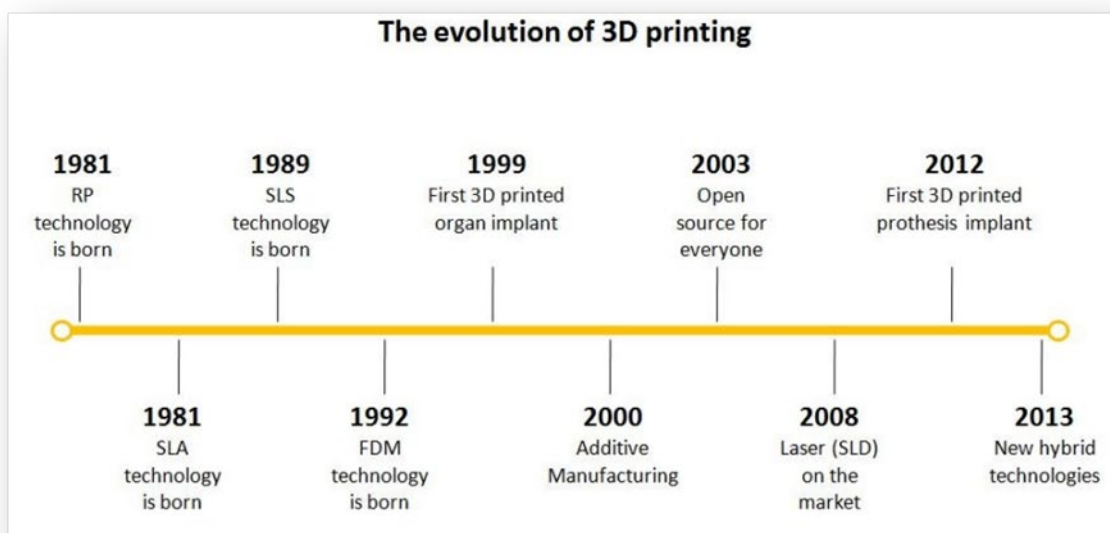 The evolution of 3D printing
1981
RP
technology
is born
1989
SLS
technology
is born
1999
First 3D printed
organ implant
2003
Open
source for
everyone
2012
First 3D printed
prothesis implant
1981
SLA
technology
is born
1992
FDM
technology
is born
2000
Additive
Manufacturing
2008
Laser (SLD)
on the
market
2013
New hybrid
technologies